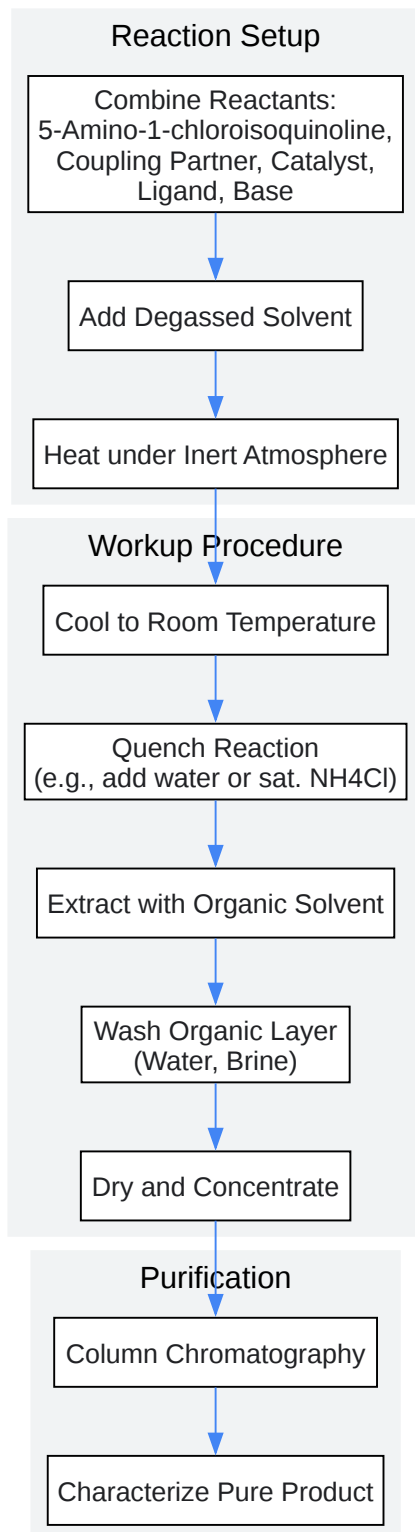 Reaction Setup
Combine Reactants:
5-Amino-1-chloroisoquinoline,
Coupling Partner, Catalyst,
Ligand, Base
Add Degassed Solvent
Heat under Inert Atmosphere
Workup Procedure
Cool to Room Temperature
Quench Reaction
(e.g., add water or sat. NH4Cl)
Extract with Organic Solvent
Wash Organic Layer
(Water, Brine)
Dry and Concentrate
Purification
Column Chromatography
Characterize Pure Product